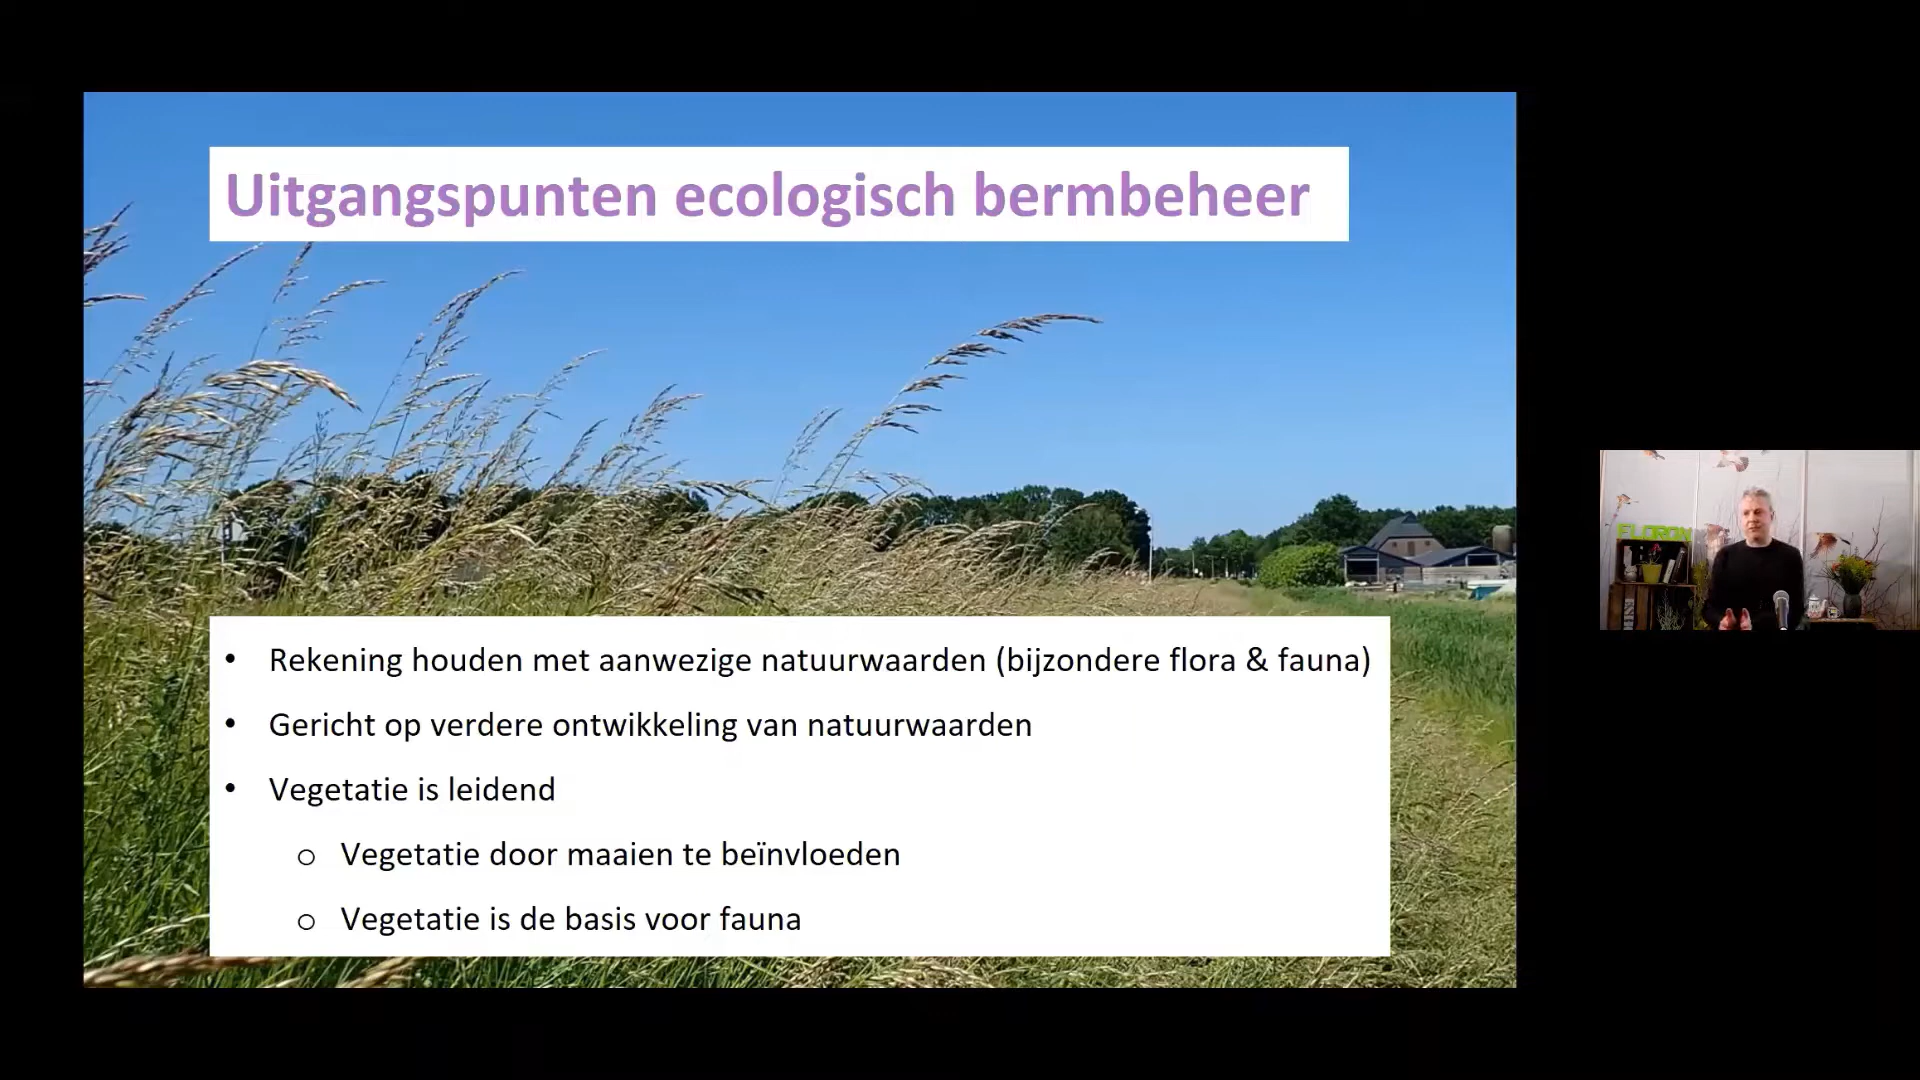 Uitgangspunten ecologisch bermbeheer
• Rekening houden met aanwezige natuurwaarden (bijzondere flora & fauna)
• Gericht op verdere ontwikkeling van natuurwaarden
• Vegetatie is leidend
o Vegetatie door maaien te beïnvloeden
o Vegetatie is de basis voor fauna
FLORON